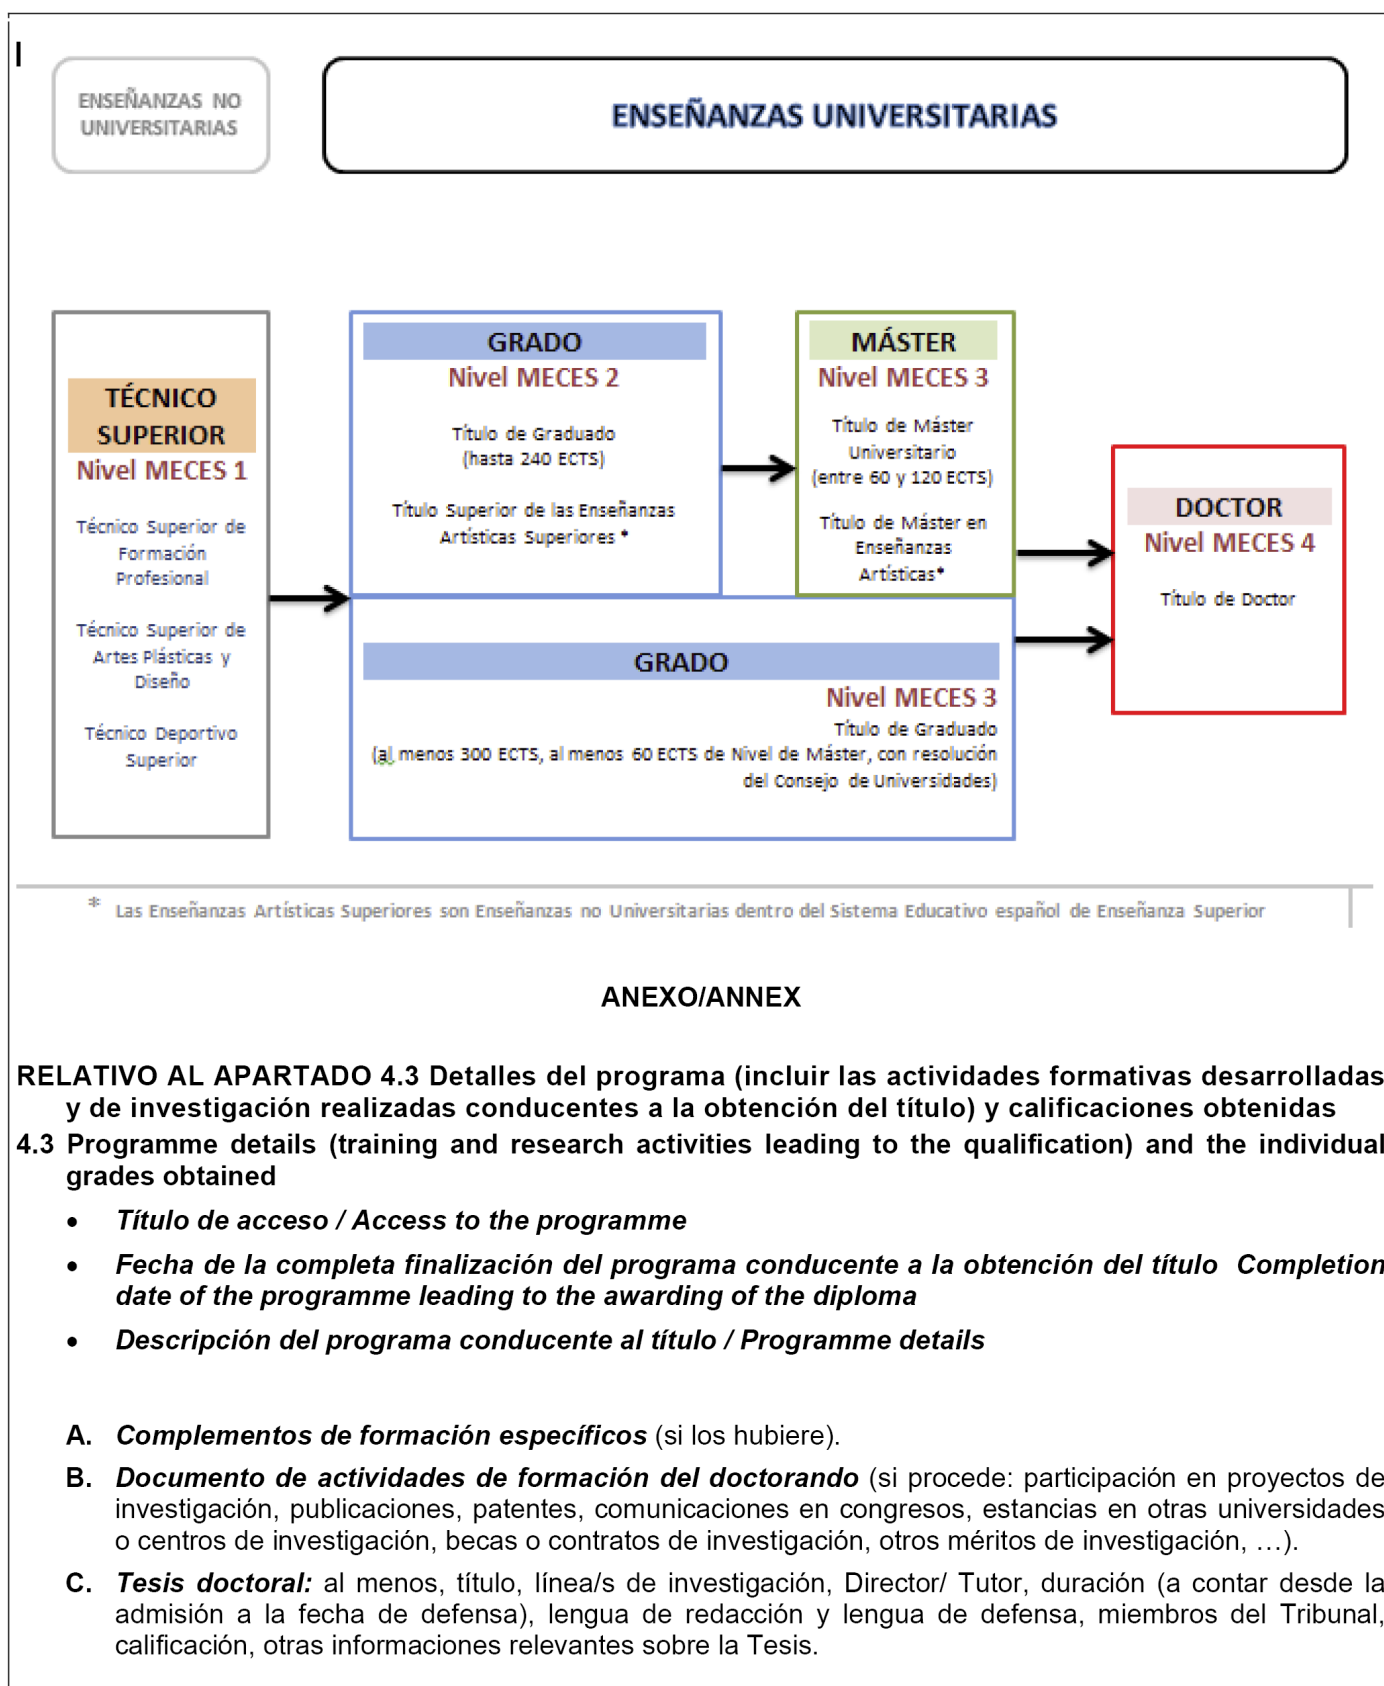 ENSEÑANZAS NO
UNIVERSITARIAS
ENSEÑANZAS UNIVERSITARIAS
TÉCNICO
SUPERIOR
Nivel MECES 1
Técnico Superior de
Formación
Profesional
Técnico Superior de
Artes Plásticas y
Diseño
Técnico Deportivo
Superior
GRADO
Nivel MECES 2
Título de Graduado
(hasta 240 ECTS)
Título Superior de las Enseñanzas
Artísticas Superiores *
MÁSTER
Nivel MECES 3
Título de Máster
Universitario
(entre 60 y 120 ECTS)
Título de Máster en
Enseñanzas
Artísticas*
GRADO
Nivel MECES 3
Título de Graduado
(al menos 300 ECTS, al menos 60 ECTS de Nivel de Máster, con resolución
del Consejo de Universidades)
DOCTOR
Nivel MECES 4
Título de Doctor
* Las Enseñanzas Artísticas Superiores son Enseñanzas no Universitarias dentro del Sistema Educativo español de Enseñanza Superior
ANEXO/ANNEX
RELATIVO AL APARTADO 4.3 Detalles del programa (incluir las actividades formativas desarrolladas
y de investigación realizadas conducentes a la obtención del título) y calificaciones obtenidas
4.3 Programme details (training and research activities leading to the qualification) and the individual
grades obtained
• Título de acceso / Access to the programme
• Fecha de la completa finalización del programa conducente a la obtención del título Completion
date of the programme leading to the awarding of the diploma
• Descripción del programa conducente al título / Programme details
A. Complementos de formación específicos (si los hubiere).
B. Documento de actividades de formación del doctorando (si procede: participación en proyectos de
investigación, publicaciones, patentes, comunicaciones en congresos, estancias en otras universidades
o centros de investigación, becas o contratos de investigación, otros méritos de investigación, …).
C. Tesis doctoral: al menos, título, línea/s de investigación, Director/ Tutor, duración (a contar desde la
admisión a la fecha de defensa), lengua de redacción y lengua de defensa, miembros del Tribunal,
calificación, otras informaciones relevantes sobre la Tesis.